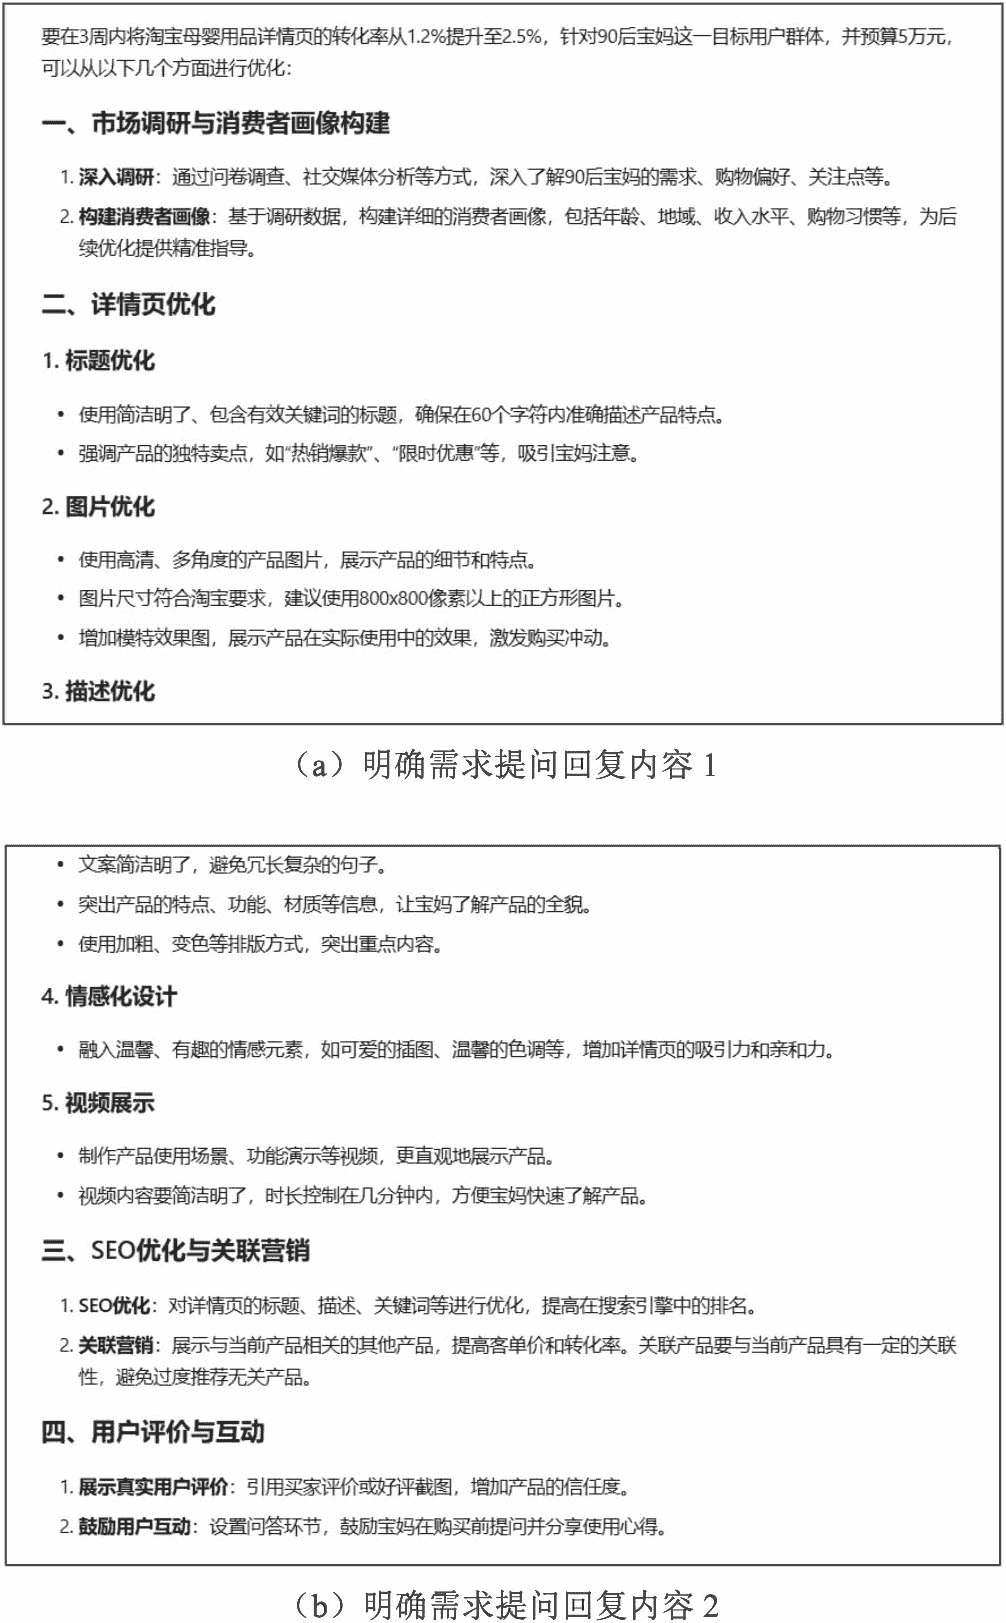 要在3周内将淘宝母婴用品详情页的转化率从1.2%提升至2.5%，针对90后宝妈这一目标用户群体，并预算5万元，
可以从以下几个方面进行优化：
一、市场调研与消费者画像构建
1. 深入调研：通过问卷调查、社交媒体分析等方式，深入了解90后宝妈的需求、购物偏好、关注点等。
2. 构建消费者画像：基于调研数据，构建详细的消费者画像，包括年龄、地域、收入水平、购物习惯等，为后
续优化提供精准指导。
二、详情页优化
1. 标题优化
• 使用简洁明了、包含有效关键词的标题，确保在60个字符内准确描述产品特点。
• 强调产品的独特卖点，如“热销爆款”、“限时优惠”等，吸引宝妈注意。
2. 图片优化
• 使用高清、多角度的产品图片，展示产品的细节和特点。
• 图片尺寸符合淘宝要求，建议使用800x800像素以上的正方形图片。
• 增加模特效果图，展示产品在实际使用中的效果，激发购买冲动。
3. 描述优化
（a）明确需求提问回复内容 1
• 文案简洁明了，避免冗长复杂的句子。
• 突出产品的特点、功能、材质等信息，让宝妈了解产品的全貌。
• 使用加粗、变色等排版方式，突出重点内容。
4. 情感化设计
• 融入温馨、有趣的情感元素，如可爱的插图、温馨的色调等，增加详情页的吸引力和亲和力。
5. 视频展示
• 制作产品使用场景、功能演示等视频，更直观地展示产品。
• 视频内容要简洁明了，时长控制在几分钟内，方便宝妈快速了解产品。
三、SEO优化与关联营销
1. SEO优化：对详情页的标题、描述、关键词等进行优化，提高在搜索引擎中的排名。
2. 关联营销：展示与当前产品相关的其他产品，提高客单价和转化率。关联产品要与当前产品具有一定的关联
性，避免过度推荐无关产品。
四、用户评价与互动
1. 展示真实用户评价：引用买家评价或好评截图，增加产品的信任度。
2. 鼓励用户互动：设置问答环节，鼓励宝妈在购买前提问并分享使用心得。
（b）明确需求提问回复内容 2